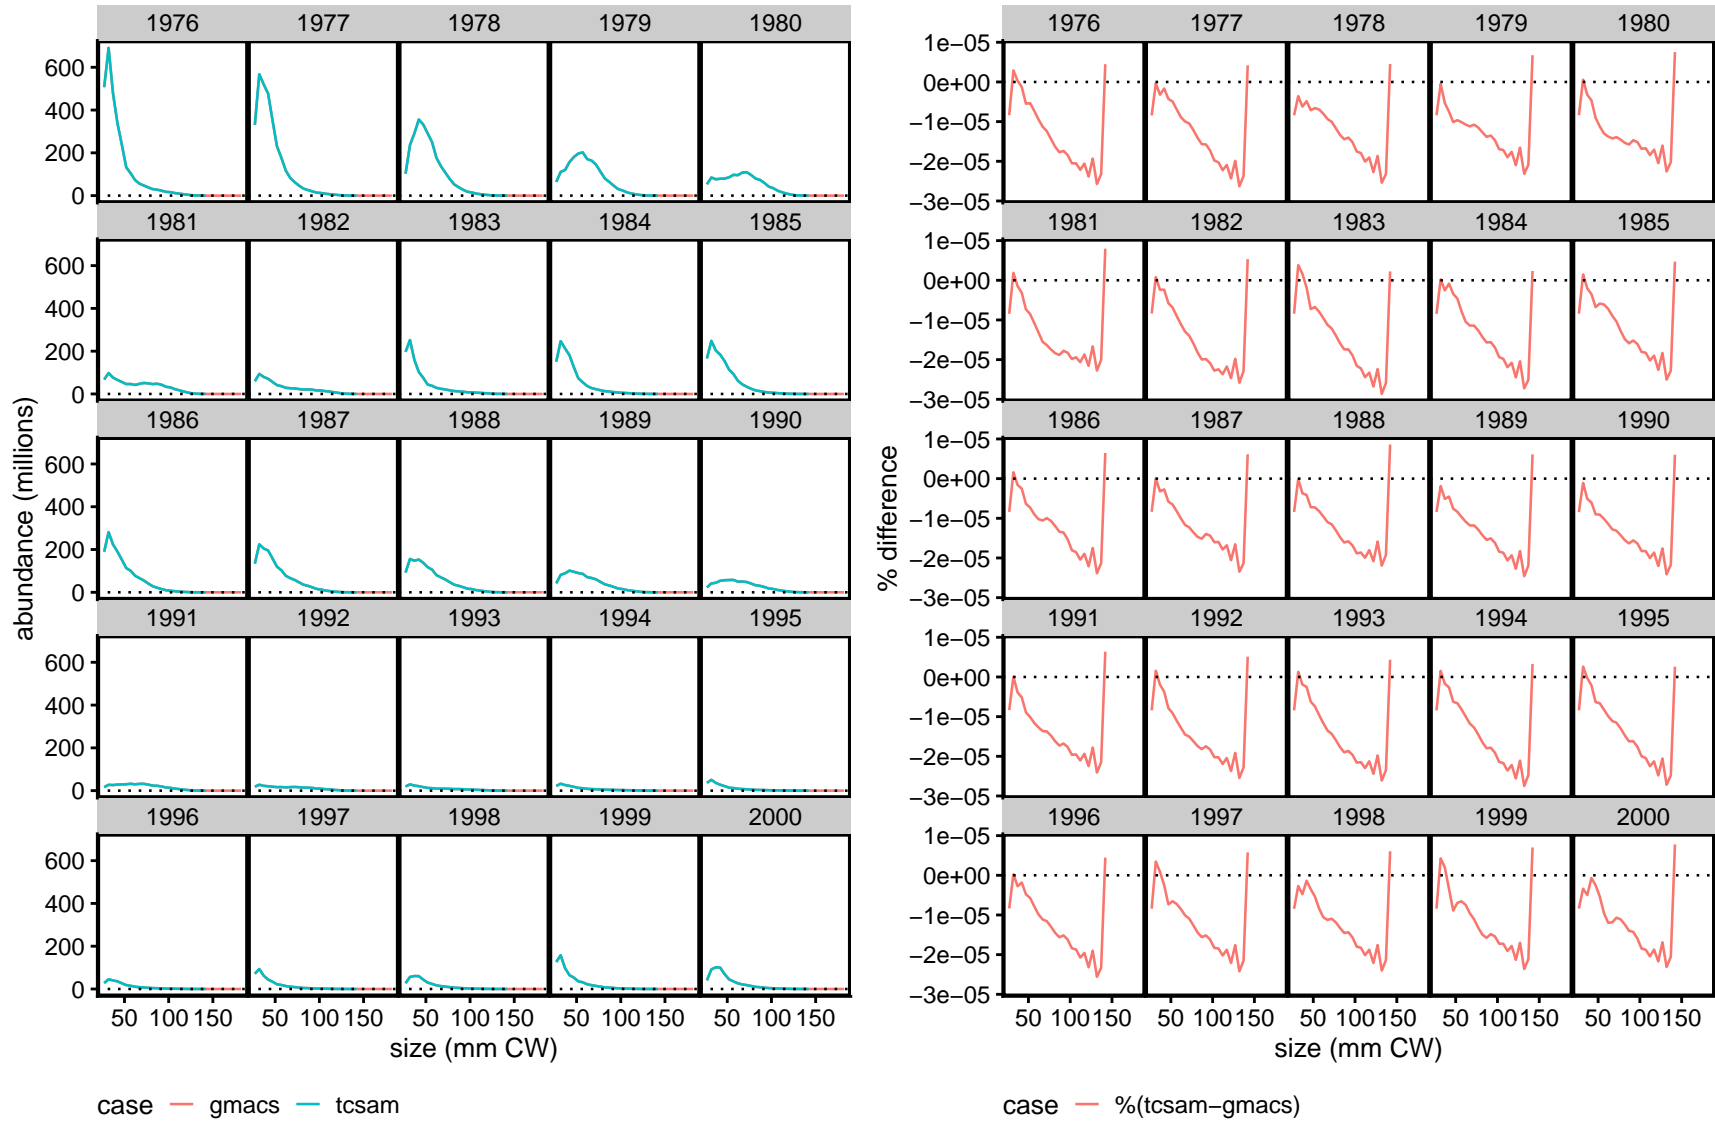 1976 1977 1978 1979 1980
600
400
200
0
1981 1982 1983 1984 1985
600
400
200
0
1986 1987 1988 1989 1990
600
400
200
0
1991 1992 1993 1994 1995
600
400
200
0
1996 1997 1998 1999 2000
600
400
200
0
50 100 150 50 100 150 50 100 150 50 100 150 50 100 150
abundance (millions)
size (mm CW)
case gmacs tcsam
1976 1977 1978 1979 1980
1e−05
0e+00
−1e−05
−2e−05
−3e−05
1981 1982 1983 1984 1985
1e−05
0e+00
−1e−05
−2e−05
−3e−05
1986 1987 1988 1989 1990
1e−05
0e+00
−1e−05
−2e−05
−3e−05
1991 1992 1993 1994 1995
1e−05
0e+00
−1e−05
−2e−05
−3e−05
1996 1997 1998 1999 2000
1e−05
0e+00
−1e−05
−2e−05
−3e−05
50 100 150 50 100 150 50 100 150 50 100 150 50 100 150
% difference
size (mm CW)
case %(tcsam−gmacs)